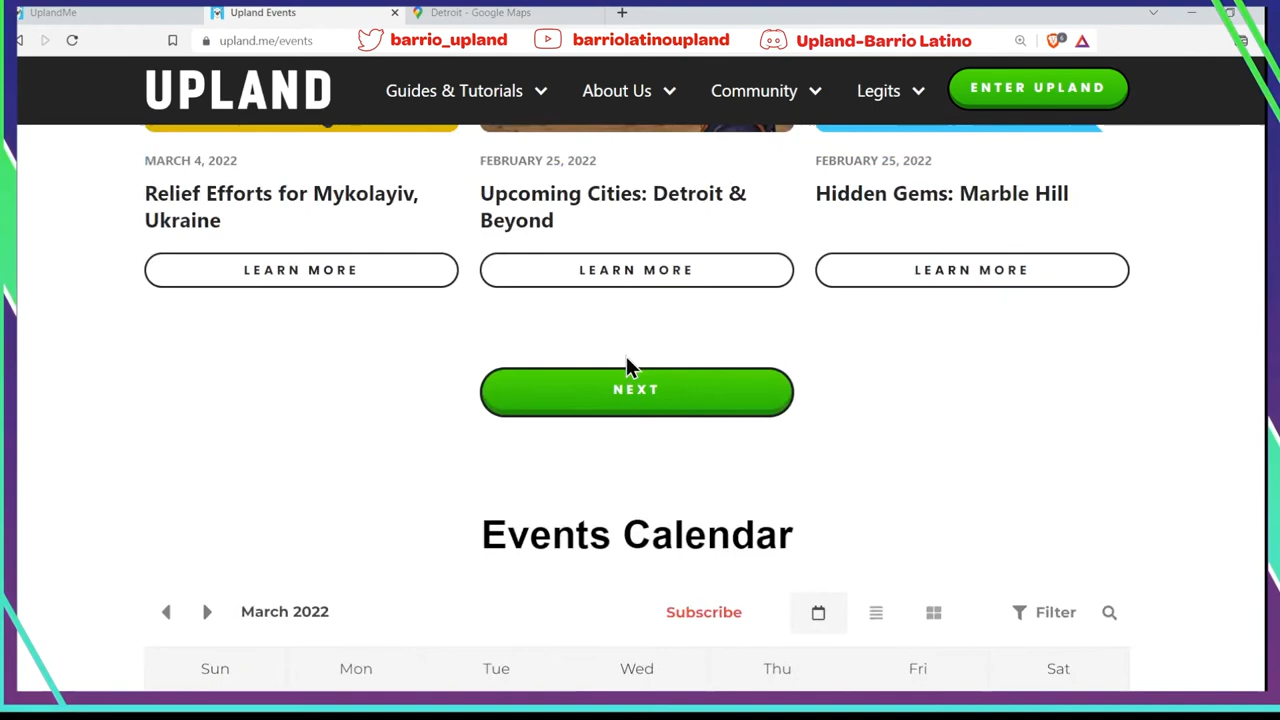 UplandMe
Upland Events
Detroit - Google Maps
upland.me/events
barrio_upland
barriolatinoupland
Upland-Barrio Latino
UPLAND
Guides & Tutorials
About Us
Community
Legits
ENTER UPLAND
MARCH 4, 2022
Relief Efforts for Mykolayiv,
Ukraine
LEARN MORE
FEBRUARY 25, 2022
Upcoming Cities: Detroit &
Beyond
LEARN MORE
FEBRUARY 25, 2022
Hidden Gems: Marble Hill
LEARN MORE
NEXT
Events Calendar
March 2022
Subscribe
Filter
Sun Mon Tue Wed Thu Fri Sat